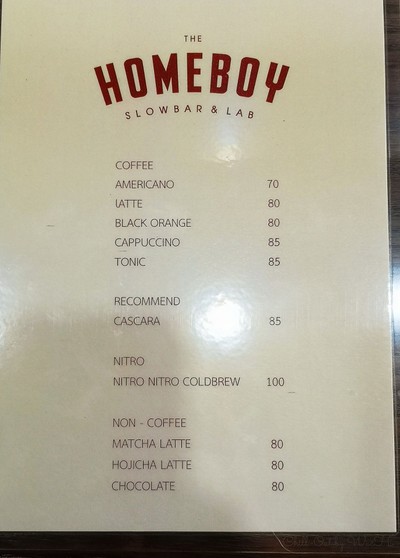 THE
HOMEBOY
SLOWBAR & LAB
COFFEE
AMERICANO 70
LATTE 80
BLACK ORANGE 80
CAPPUCCINO 85
TONIC 85
RECOMMEND
CASCARA 85
NITRO
NITRO NITRO COLDBREW 100
NON - COFFEE
MATCHA LATTE 80
HOJICHA LATTE 80
CHOCOLATE 80